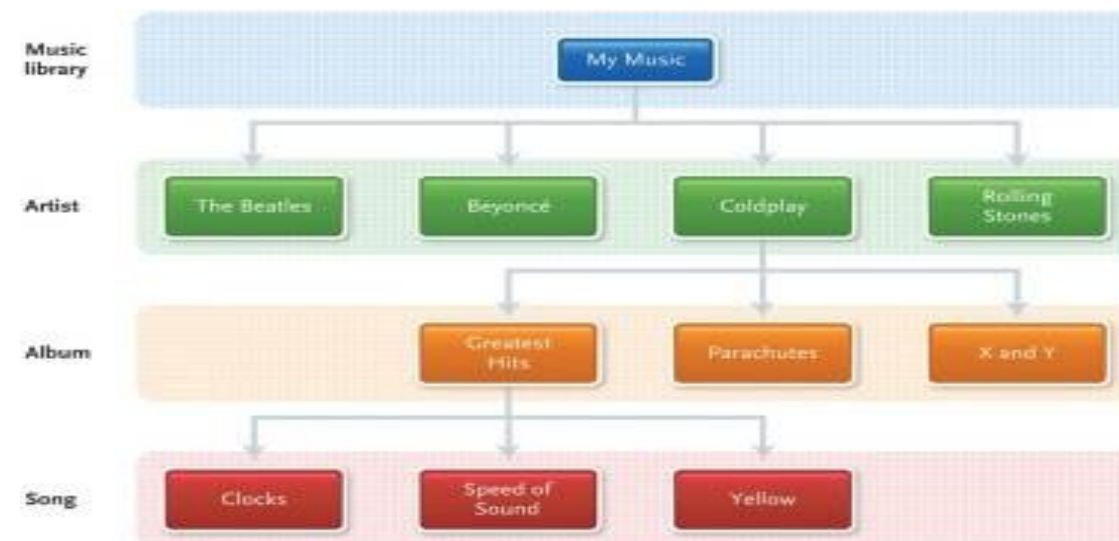 Music
library
My Music
Artist
The Beatles
Beyoncé
Coldplay
Rolling
Stones
Album
Greatest
Hits
Parachutes
X and Y
Song
Clocks
Speed of
Sound
Yellow